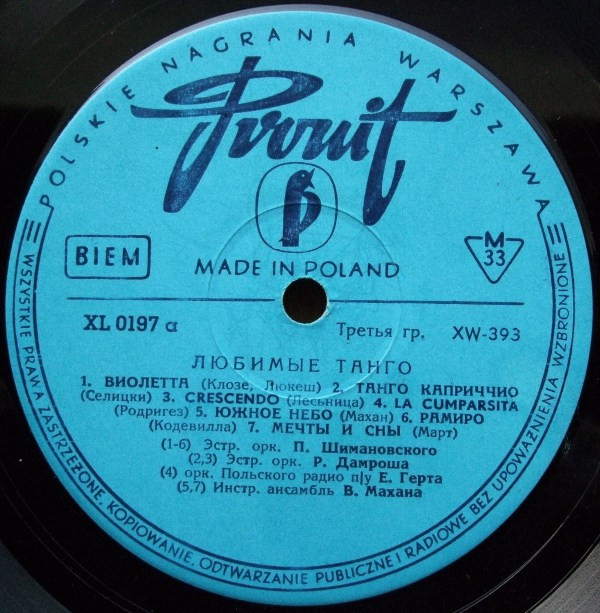 POLSKIE NAGRANIA WARSZAWA
Pronit
BIEM
MADE IN POLAND
M
33
XL 0197 a
Третья гр.
XW-393
ЛЮБИМЫЕ ТАНГО
1. ВИОЛЕТТА (Клозе, Люкеш) 2. ТАНГО КАПРИЧЧИО
(Селицки) 3. CRESCENDO (Лесьница) 4. LA CUMPARSITA
(Родригез) 5. ЮЖНОЕ НЕБО (Махан) 6. РАМИРО
(Кодевилла) 7. МЕЧТЫ И СНЫ (Март)
(1-6) Эстр. орк. П. Шимановского
(2,3) Эстр. орк. Р. Дамроша
(4) орк. Польского радио п/у Е. Герта
(5,7) Инстр. ансамбль В. Махана
WSZYSTKIE PRAWA ZASTRZEŻONE. KOPIOWANIE, ODTWARZANIE PUBLICZNE I RADIOWE BEZ UPOWAŻNIENIA WZBRONIONE